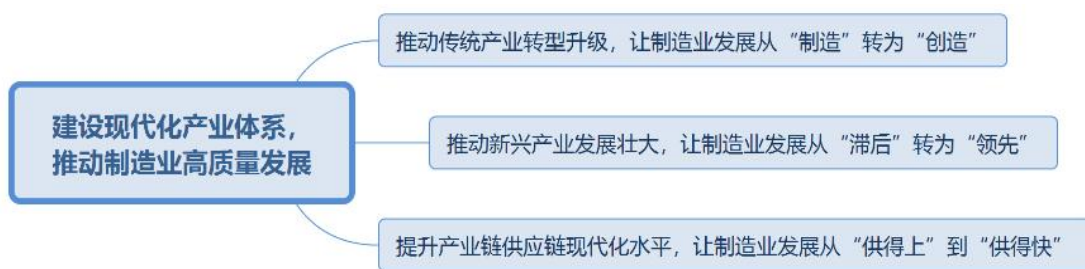 建设现代化产业体系，
推动制造业高质量发展
推动传统产业转型升级，让制造业发展从“制造”转为“创造”
推动新兴产业发展壮大，让制造业发展从“滞后”转为“领先”
提升产业链供应链现代化水平，让制造业发展从“供得上”到“供得快”